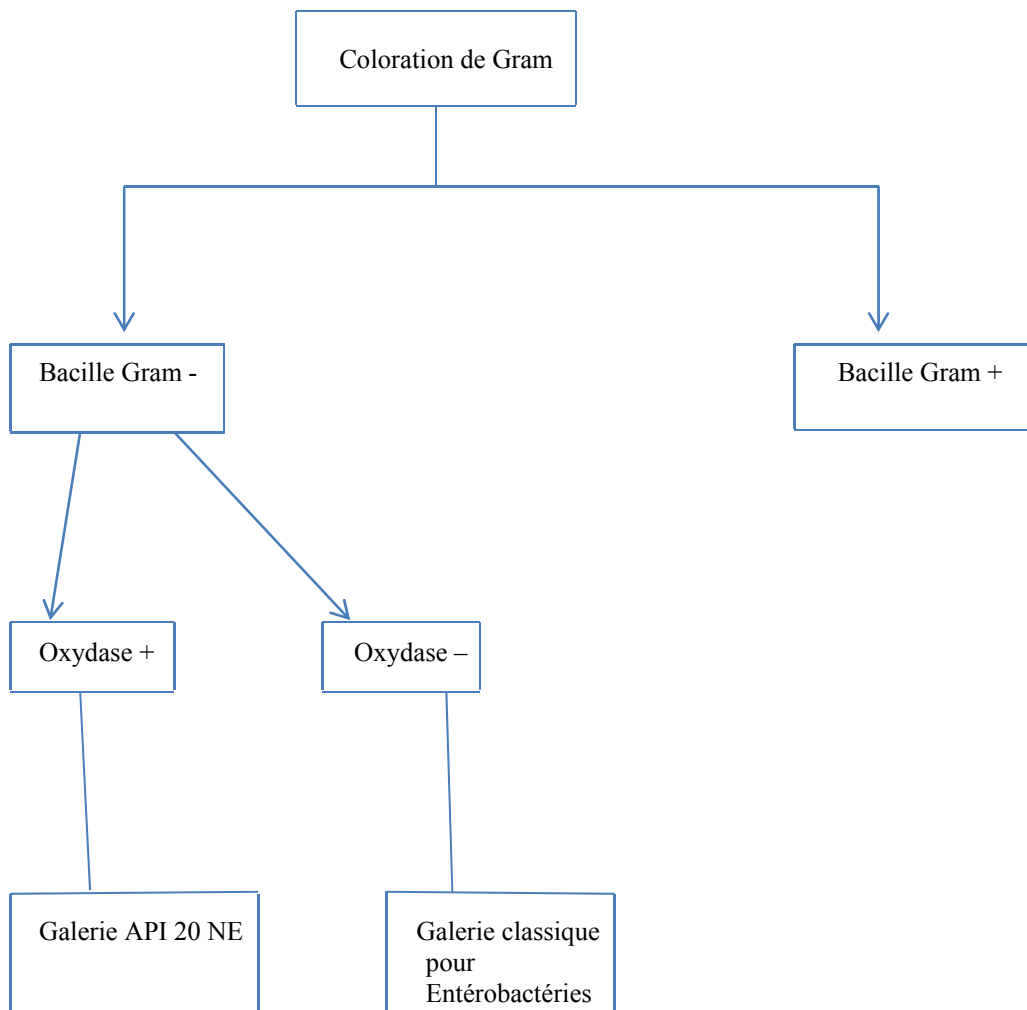 Coloration de Gram
Bacille Gram -
Bacille Gram +
Oxydase +
Oxydase –
Galerie API 20 NE
Galerie classique
pour
Entérobactéries